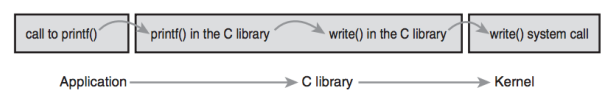 call to printf() printf() in the C library write() in the C library write() system call
Application C library Kernel